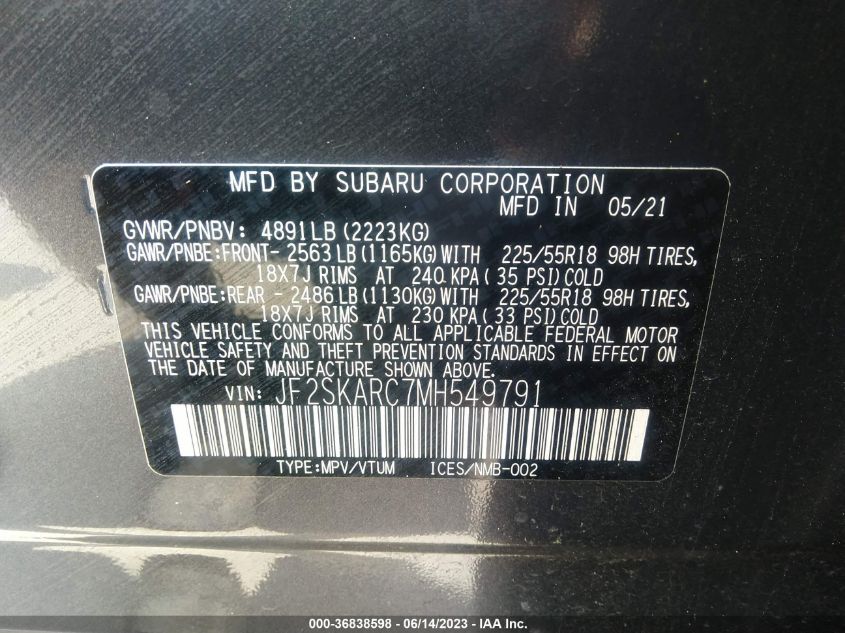 MFD BY SUBARU CORPORATION
MFD IN 05/21
GVWR/PNBV: 4891LB (2223KG)
GAWR/PNBE:FRONT- 2563 LB (1165KG) WITH 225/55R18 98H TIRES,
18X7J RIMS AT 240 KPA ( 35 PSI) COLD
GAWR/PNBE:REAR - 2486 LB (1130KG) WITH 225/55R18 98H TIRES,
18X7J RIMS AT 230 KPA ( 33 PSI) COLD
THIS VEHICLE CONFORMS TO ALL APPLICABLE FEDERAL MOTOR
VEHICLE SAFETY AND THEFT PREVENTION STANDARDS IN EFFECT ON
THE DATE OF MANUFACTURE SHOWN ABOVE.
VIN: JF2SKARC7MH549791
TYPE:MPV/VTUM ICES/NMB-002
000-36838598 - 06/14/2023 - IAA Inc.